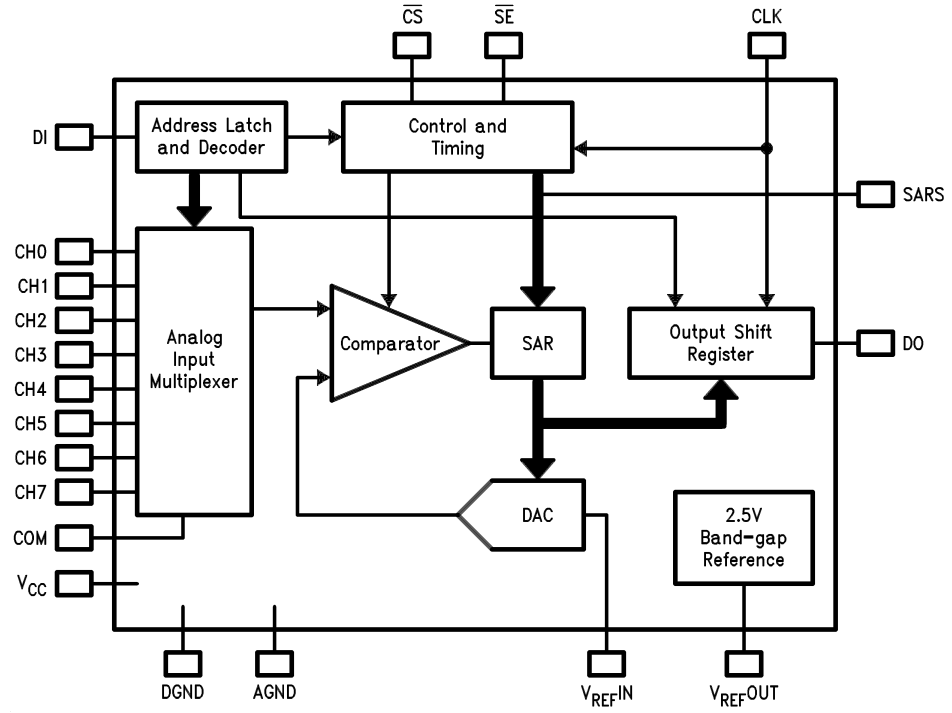 C̅S̅
S̅E̅
CLK
DI
Address Latch
and Decoder
Control and
Timing
SARS
CH0
CH1
CH2
CH3
CH4
CH5
CH6
CH7
COM
VCC
Analog
Input
Multiplexer
Comparator
SAR
Output Shift
Register
DO
DAC
2.5V
Band-gap
Reference
DGND
AGND
VREFIN
VREFOUT